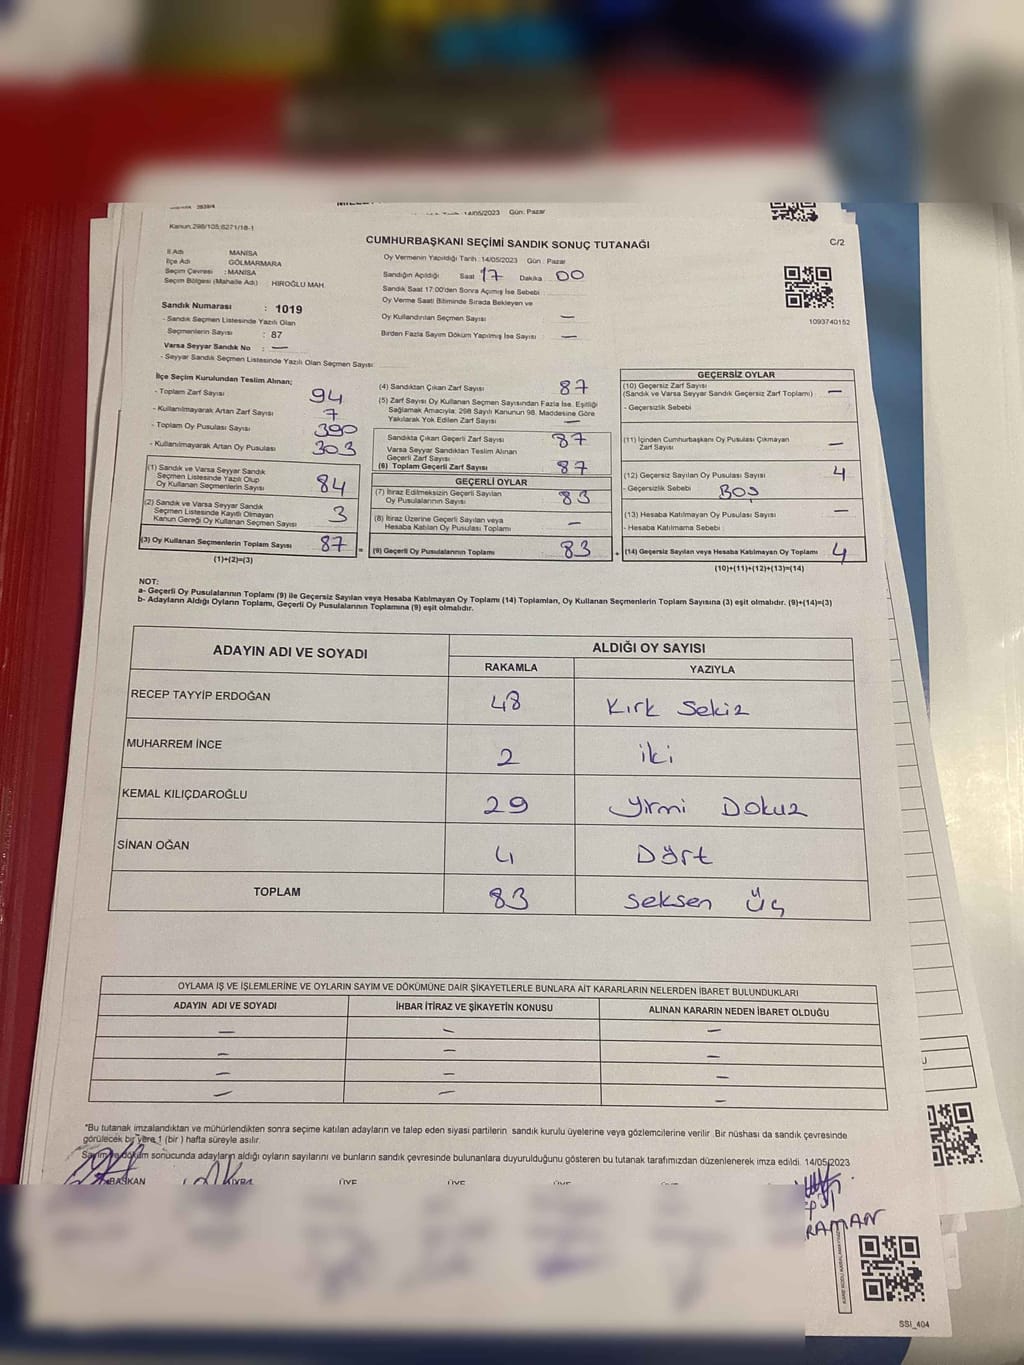 14/05/2023 Gün: Pazar
Kanun:298/105;6271/18-1
CUMHURBAŞKANI SEÇİMİ SANDIK SONUÇ TUTANAĞI
C/2
İl Adı : MANİSA
İlçe Adı : GÖLMARMARA
Seçim Çevresi : MANİSA
Seçim Bölgesi (Mahalle Adı) : HIROĞLU MAH.
Oy Vermenin Yapıldığı Tarih : 14/05/2023 Gün : Pazar
Sandığın Açıldığı Saat 17 Dakika 00
Sandık Saat 17:00'den Sonra Açımış İse Sebebi
Oy Verme Saati Bitiminde Sırada Bekleyen ve
Oy Kullandırılan Seçmen Sayısı —
Birden Fazla Sayım Döküm Yapılmış İse Sayısı —
1093740152
Sandık Numarası : 1019
- Sandık Seçmen Listesinde Yazılı Olan
Seçmenlerin Sayısı : 87
Varsa Seyyar Sandık No : —
- Seyyar Sandık Seçmen Listesinde Yazılı Olan Seçmen Sayısı:
İlçe Seçim Kurulundan Teslim Alınan;
- Toplam Zarf Sayısı 94
- Kullanılmayarak Artan Zarf Sayısı 7
- Toplam Oy Pusulası Sayısı 390
- Kullanılmayarak Artan Oy Pusulası 303
(1) Sandık ve Varsa Seyyar Sandık
Seçmen Listesinde Yazılı Olup
Oy Kullanan Seçmenlerin Sayısı 84
(2) Sandık ve Varsa Seyyar Sandık
Seçmen Listesinde Kayıtlı Olmayan
Kanun Gereği Oy Kullanan Seçmen Sayısı 3
(3) Oy Kullanan Seçmenlerin Toplam Sayısı 87 =
(1)+(2)=(3)
(4) Sandıktan Çıkan Zarf Sayısı 87
(5) Zarf Sayısı Oy Kullanan Seçmen Sayısından Fazla İse, Eşitliği
Sağlamak Amacıyla; 298 Sayılı Kanunun 98. Maddesine Göre
Yakılarak Yok Edilen Zarf Sayısı —
Sandıkta Çıkan Geçerli Zarf Sayısı 87
Varsa Seyyar Sandıktan Teslim Alınan
Geçerli Zarf Sayısı
(6) Toplam Geçerli Zarf Sayısı 87
GEÇERLİ OYLAR
(7) İtiraz Edilmeksizin Geçerli Sayılan
Oy Pusulalarının Sayısı 83
(8) İtiraz Üzerine Geçerli Sayılan veya
Hesaba Katılan Oy Pusulası Toplamı —
(9) Geçerli Oy Pusulalarının Toplamı 83 +
GEÇERSİZ OYLAR
(10) Geçersiz Zarf Sayısı
(Sandık ve Varsa Seyyar Sandık Geçersiz Zarf Toplamı) —
- Geçersizlik Sebebi
(11) İçinden Cumhurbaşkanı Oy Pusulası Çıkmayan
Zarf Sayısı —
(12) Geçersiz Sayılan Oy Pusulası Sayısı 4
- Geçersizlik Sebebi BOŞ
(13) Hesaba Katılmayan Oy Pusulası Sayısı —
- Hesaba Katılmama Sebebi
(14) Geçersiz Sayılan veya Hesaba Katılmayan Oy Toplamı 4
(10)+(11)+(12)+(13)=(14)
NOT:
a- Geçerli Oy Pusulalarının Toplamı (9) ile Geçersiz Sayılan veya Hesaba Katılmayan Oy Toplamı (14) Toplamları, Oy Kullanan Seçmenlerin Toplam Sayısına (3) eşit olmalıdır. (9)+(14)=(3)
b- Adayların Aldığı Oyların Toplamı, Geçerli Oy Pusulalarının Toplamına (9) eşit olmalıdır.
ADAYIN ADI VE SOYADI ALDIĞI OY SAYISI
RAKAMLA YAZIYLA
RECEP TAYYİP ERDOĞAN 48 Kırk Sekiz
MUHARREM İNCE 2 iki
KEMAL KILIÇDAROĞLU 29 Yirmi Dokuz
SİNAN OĞAN 4 Dört
TOPLAM 83 Seksen Üç
OYLAMA İŞ VE İŞLEMLERİNE VE OYLARIN SAYIM VE DÖKÜMÜNE DAİR ŞİKAYETLERLE BUNLARA AİT KARARLARIN NELERDEN İBARET BULUNDUKLARI
ADAYIN ADI VE SOYADI İHBAR İTİRAZ VE ŞİKAYETİN KONUSU ALINAN KARARIN NEDEN İBARET OLDUĞU
— — —
— — —
— — —
— — —
*Bu tutanak imzalandıktan ve mühürlendikten sonra seçime katılan adayların ve talep eden siyasi partilerin sandık kurulu üyelerine veya gözlemcilerine verilir. Bir nüshası da sandık çevresinde
görülecek bir yere 1 (bir ) hafta süreyle asılır.
Sayım ve döküm sonucunda adayların aldığı oyların sayılarını ve bunların sandık çevresinde bulunanlara duyurulduğunu gösteren bu tutanak tarafımızdan düzenlenerek imza edildi. 14/05/2023
BAŞKAN ÜYE ÜYE ÜYE
RAMAN
SSI_404